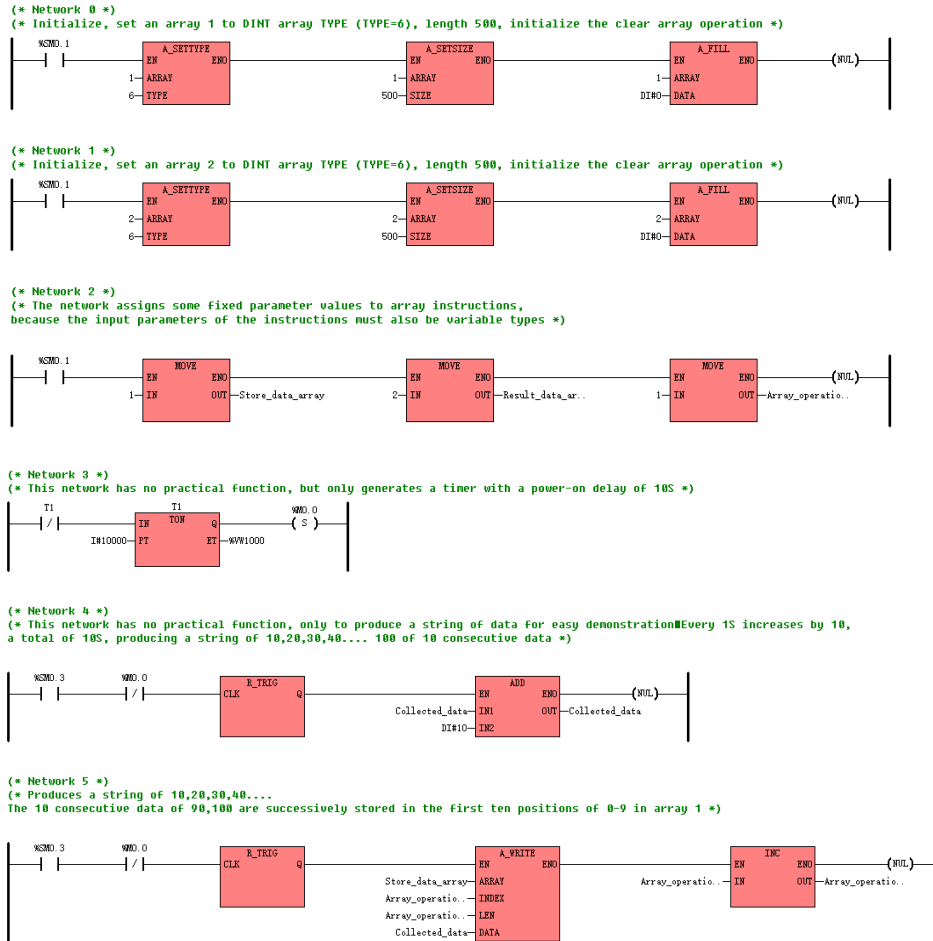 (* Network 0 *)
(* Initialize, set an array 1 to DINT array TYPE (TYPE=6), length 500, initialize the clear array operation *)
%SM0.1 A_SETTYPE A_SETSIZE A_FILL
EN ENO EN ENO EN ENO (NUL)
1 ARRAY 1 ARRAY 1 ARRAY
6 TYPE 500 SIZE DI#0 DATA
(* Network 1 *)
(* Initialize, set an array 2 to DINT array TYPE (TYPE=6), length 500, initialize the clear array operation *)
%SM0.1 A_SETTYPE A_SETSIZE A_FILL
EN ENO EN ENO EN ENO (NUL)
2 ARRAY 2 ARRAY 2 ARRAY
6 TYPE 500 SIZE DI#0 DATA
(* Network 2 *)
(* The network assigns some fixed parameter values to array instructions,
because the input parameters of the instructions must also be variable types *)
%SM0.1 MOVE MOVE MOVE
EN ENO EN ENO EN ENO (NUL)
1 IN OUT Store_data_array 2 IN OUT Result_data_ar.. 1 IN OUT Array_operatio..
(* Network 3 *)
(* This network has no practical function, but only generates a timer with a power-on delay of 10S *)
T1 T1 %M0.0
/ IN TON Q ( S )
I#10000 PT ET %VW1000
(* Network 4 *)
(* This network has no practical function, only to produce a string of data for easy demonstration■Every 1S increases by 10,
a total of 10S, producing a string of 10,20,30,40.... 100 of 10 consecutive data *)
%SM0.3 %M0.0 R_TRIG ADD
/ CLK Q EN ENO (NUL)
Collected_data IN1 OUT Collected_data
DI#10 IN2
(* Network 5 *)
(* Produces a string of 10,20,30,40....
The 10 consecutive data of 90,100 are successively stored in the first ten positions of 0-9 in array 1 *)
%SM0.3 %M0.0 R_TRIG A_WRITE INC
/ CLK Q EN ENO EN ENO (NUL)
Store_data_array ARRAY Array_operatio.. IN OUT Array_operatio..
Array_operatio.. INDEX
Array_operatio.. LEN
Collected_data DATA